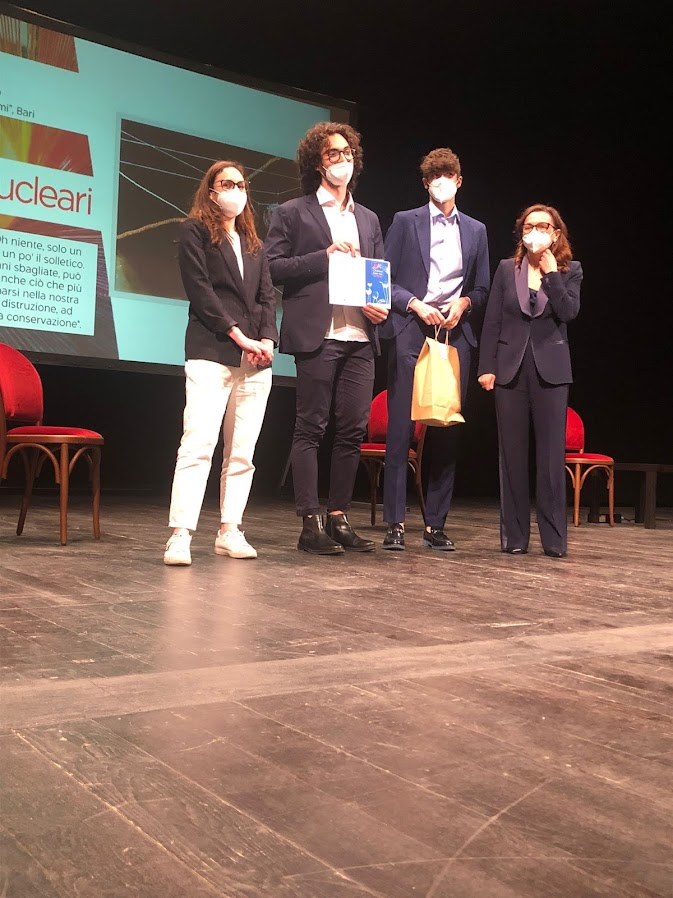 mi", Bari
ucleari
h niente, solo un
un po' il solletico.
ni sbagliate, può
anche ciò che più
arsi nella nostra
distruzione, ad
a conservazione".